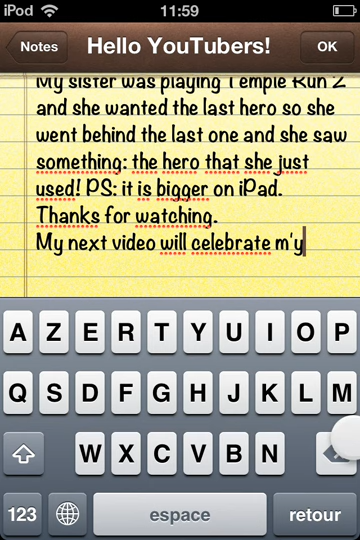 iPod 11:59
Notes Hello YouTubers! OK
My sister was playing Temple Run 2
and she wanted the last hero so she
went behind the last one and she saw
something: the hero that she just
used! PS: it is bigger on iPad.
Thanks for watching.
My next video will celebrate m'y
A Z E R T Y U I O P
Q S D F G H J K L M
W X C V B N
123 espace retour